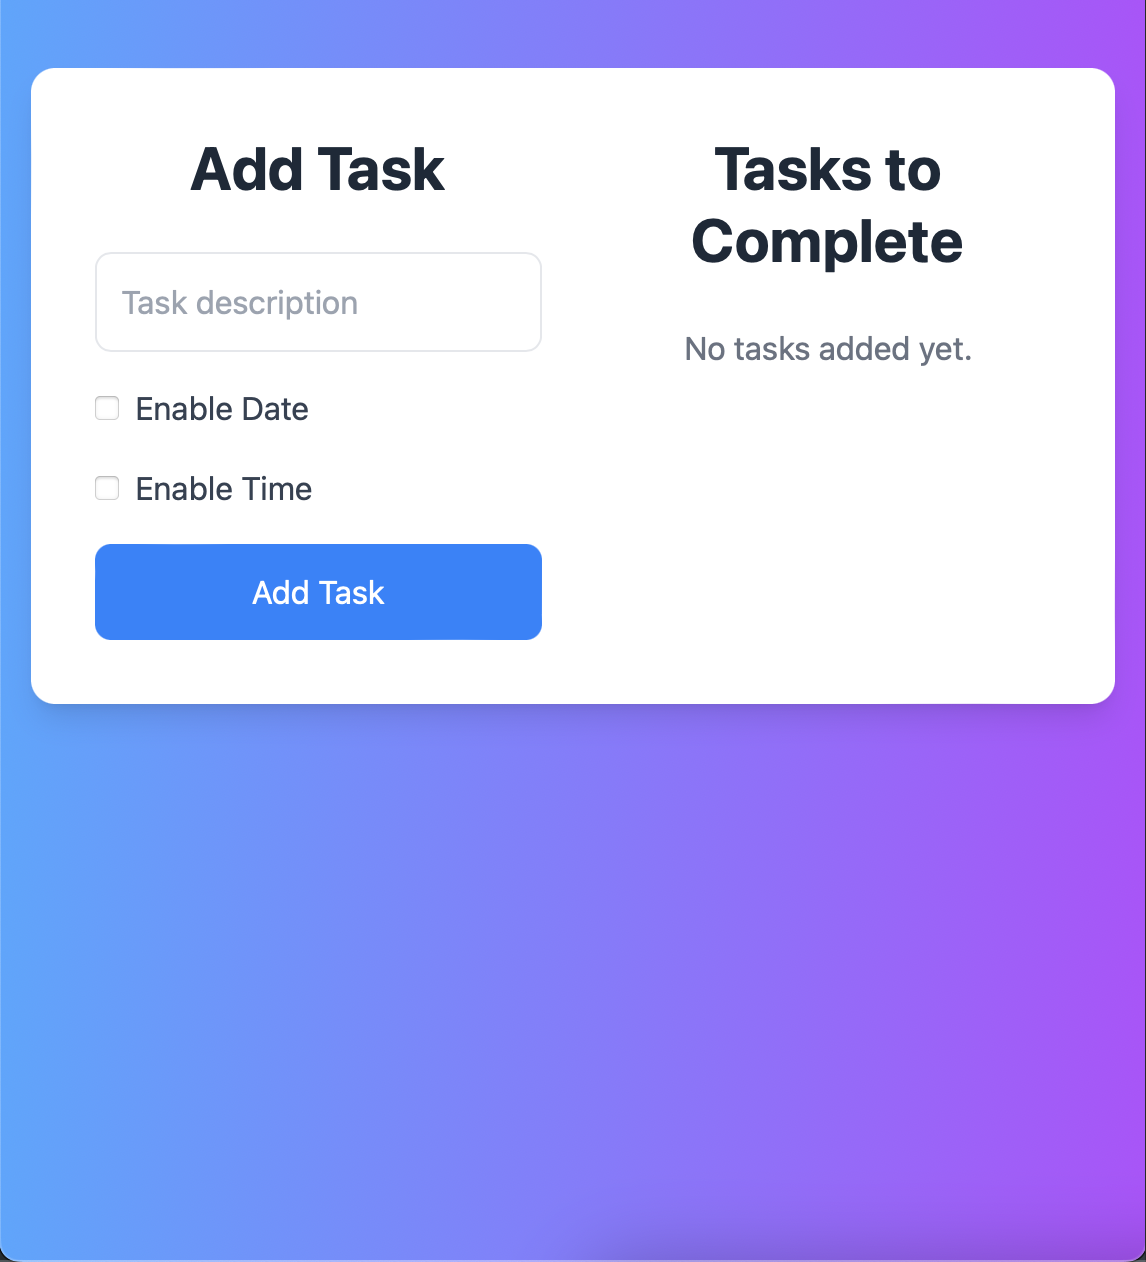 Add Task
Task description
Enable Date
Enable Time
Add Task
Tasks to
Complete
No tasks added yet.